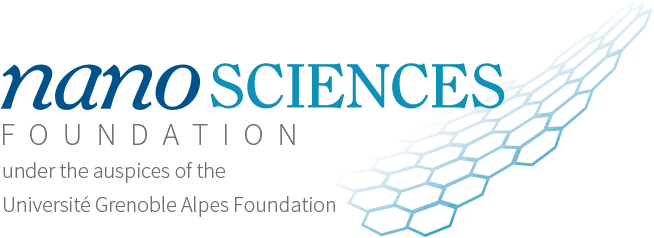 nano SCIENCES
FOUNDATION
under the auspices of the
Université Grenoble Alpes Foundation